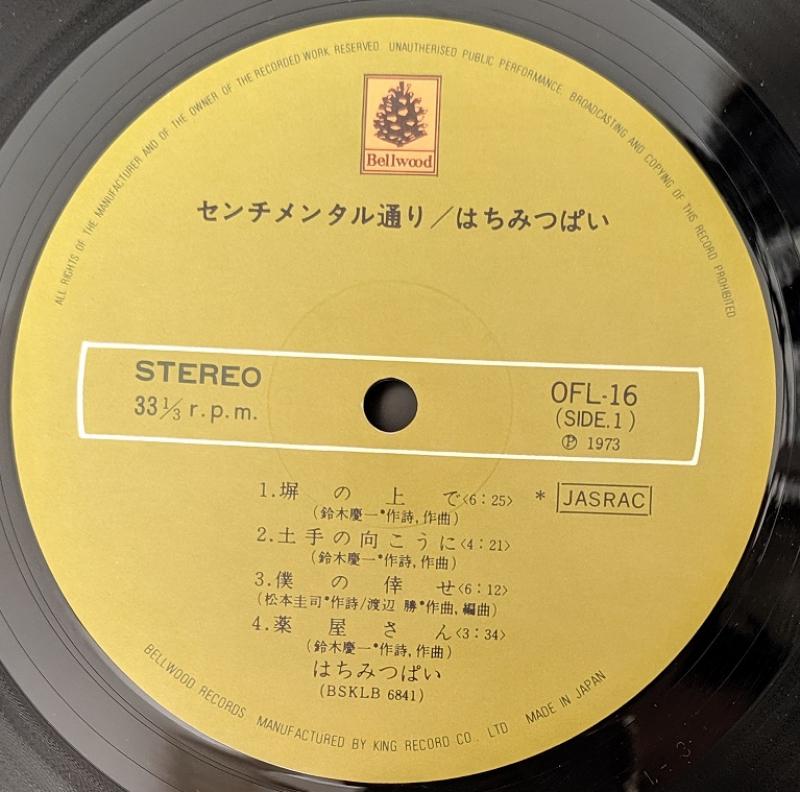 ALL RIGHTS OF THE MANUFACTURER AND OF THE OWNER OF THE RECORDED WORK RESERVED. UNAUTHORISED PUBLIC PERFORMANCE, BROADCASTING AND COPYING OF THIS RECORD PROHIBITED
Bellwood
センチメンタル通り/はちみつぱい
STEREO
33 1/3 r.p.m.
OFL-16
(SIDE.1)
Ⓟ 1973
1.塀の上で<6:25> * JASRAC
(鈴木慶一*作詩,作曲)
2.土手の向こうに<4:21>
(鈴木慶一*作詩,作曲)
3.僕の倖せ<6:12>
(松本圭司*作詩/渡辺 勝*作曲,編曲)
4.薬屋さん<3:34>
(鈴木慶一*作詩,作曲)
はちみつぱい
(BSKLB 6841)
BELLWOOD RECORDS MANUFACTURED BY KING RECORD CO., LTD MADE IN JAPAN